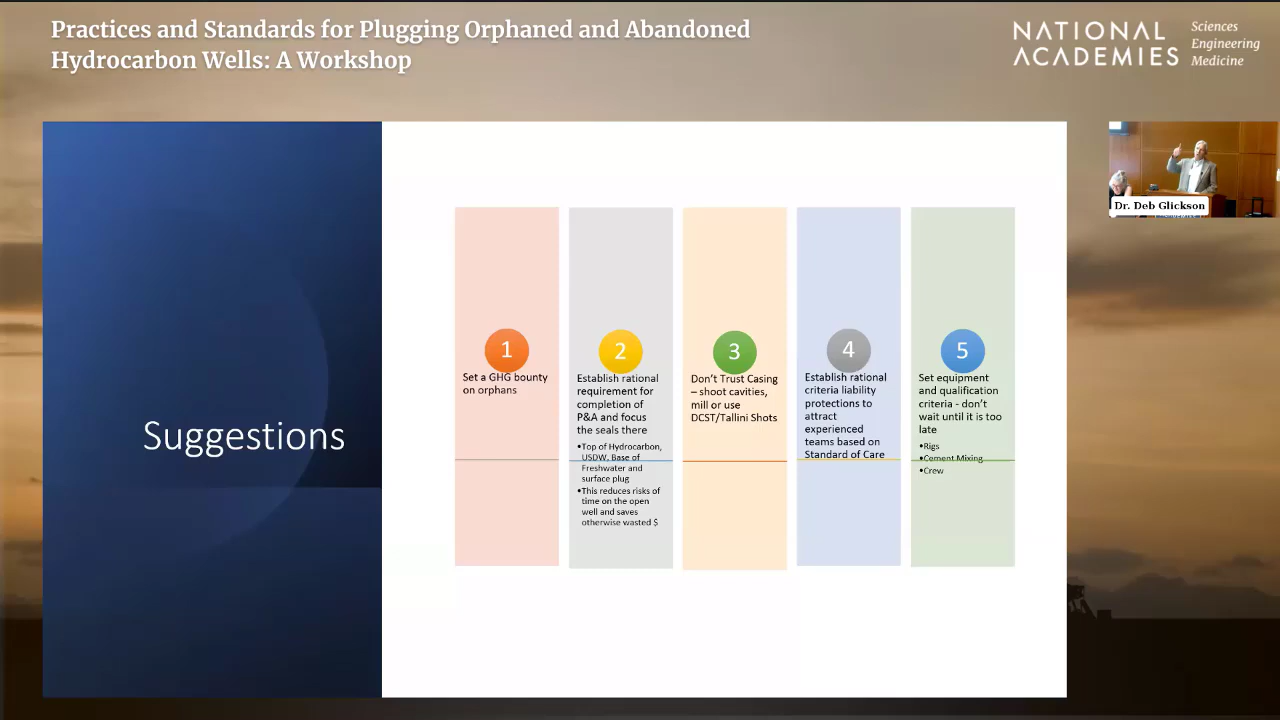 Practices and Standards for Plugging Orphaned and Abandoned
Hydrocarbon Wells: A Workshop
NATIONAL
ACADEMIES
Sciences
Engineering
Medicine
Dr. Deb Glickson
Suggestions
1
Set a GHG bounty
on orphans
2
Establish rational
requirement for
completion of
P&A and focus
the seals there
•Top of Hydrocarbon,
USDW, Base of
Freshwater and
surface plug
•This reduces risks of
time on the open
well and saves
otherwise wasted $
3
Don't Trust Casing
– shoot cavities,
mill or use
DCST/Tallini Shots
4
Establish rational
criteria liability
protections to
attract
experienced
teams based on
Standard of Care
5
Set equipment
and qualification
criteria - don't
wait until it is too
late
•Rigs
•Cement Mixing
•Crew